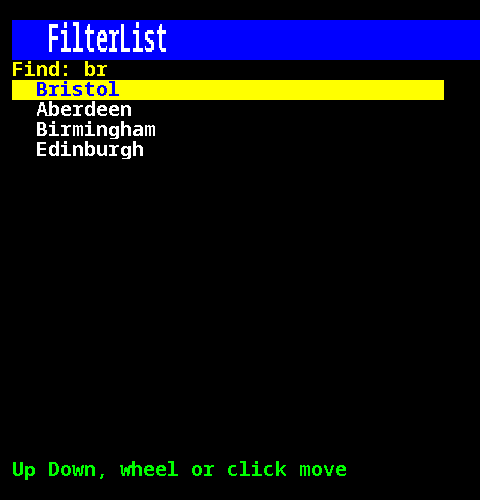 FilterList
Find: br
Bristol
Aberdeen
Birmingham
Edinburgh
Up Down, wheel or click move